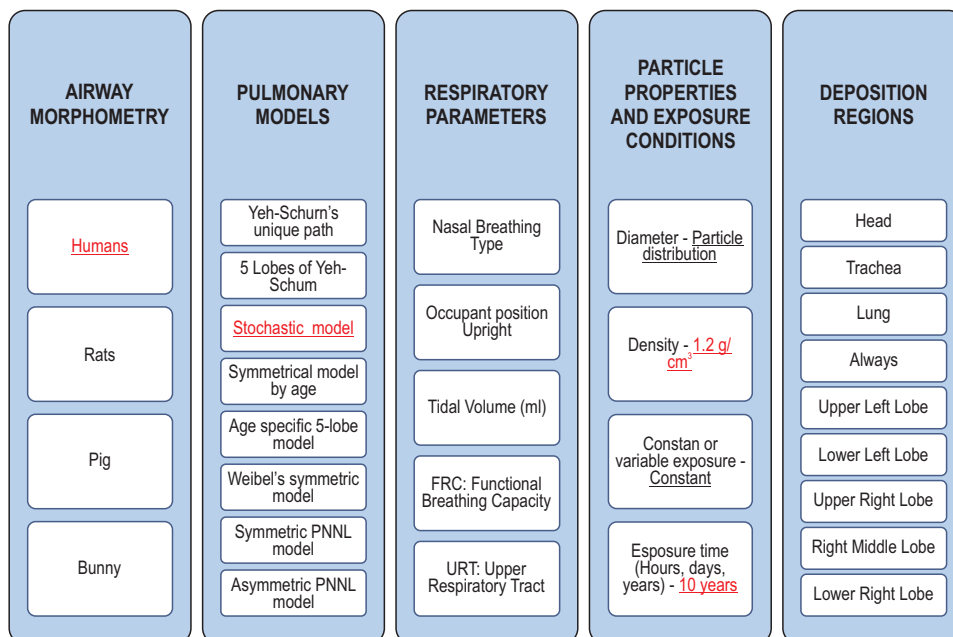 AIRWAY
MORPHOMETRY
Humans
Rats
Pig
Bunny
PULMONARY
MODELS
Yeh-Schurn’s
unique path
5 Lobes of Yeh-
Schum
Stochastic model
Symmetrical model
by age
Age specific 5-lobe
model
Weibel’s symmetric
model
Symmetric PNNL
model
Asymmetric PNNL
model
RESPIRATORY
PARAMETERS
Nasal Breathing
Type
Occupant position
Upright
Tidal Volume (ml)
FRC: Functional
Breathing Capacity
URT: Upper
Respiratory Tract
PARTICLE
PROPERTIES
AND EXPOSURE
CONDITIONS
Diameter - Particle
distribution
Density - 1.2 g/
cm³
Constan or
variable exposure -
Constant
Esposure time
(Hours, days,
years) - 10 years
DEPOSITION
REGIONS
Head
Trachea
Lung
Always
Upper Left Lobe
Lower Left Lobe
Upper Right Lobe
Right Middle Lobe
Lower Right Lobe